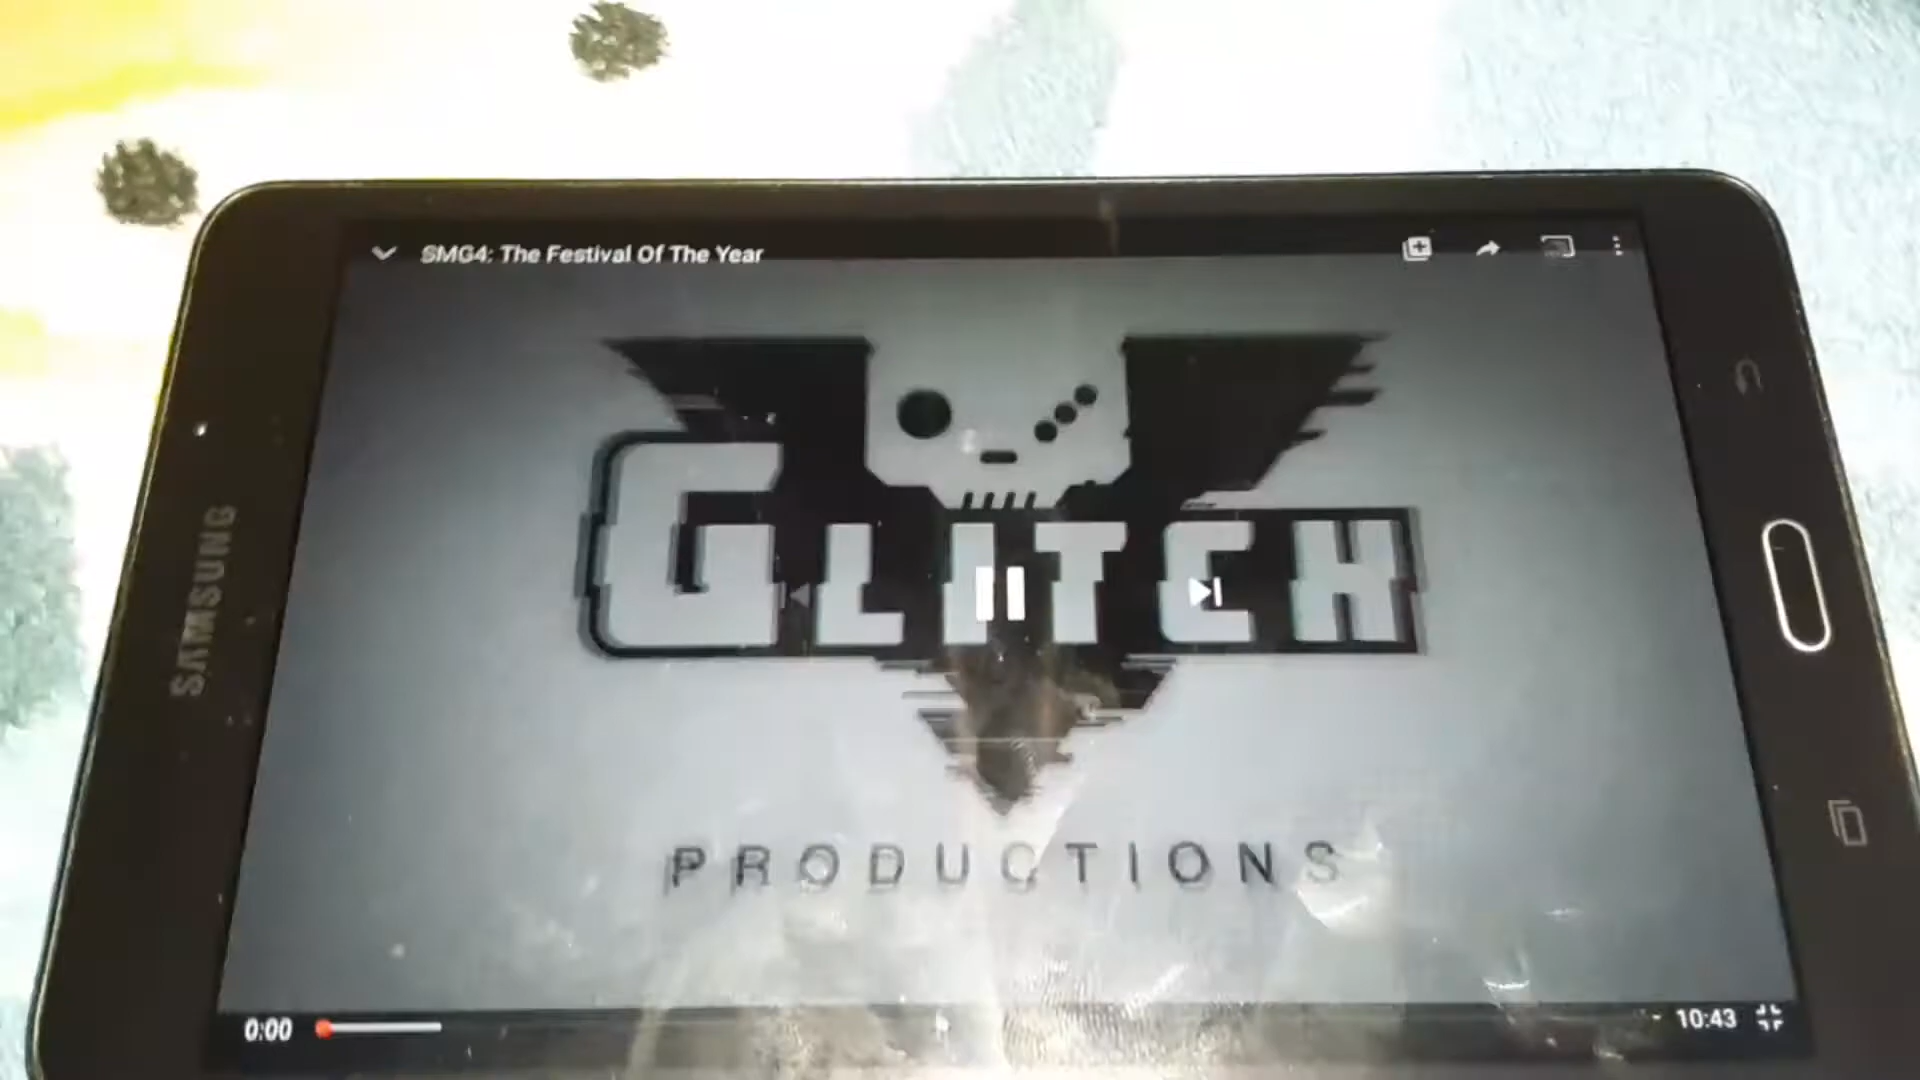 SMG4: The Festival Of The Year
SAMSUNG
GLITCH
PRODUCTIONS
0:00
10:43